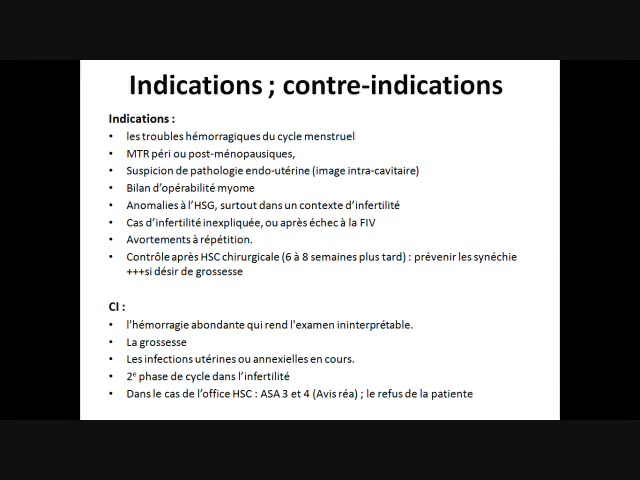 Indications ; contre-indications
Indications :
• les troubles hémorragiques du cycle menstruel
• MTR péri ou post-ménopausiques,
• Suspicion de pathologie endo-utérine (image intra-cavitaire)
• Bilan d’opérabilité myome
• Anomalies à l’HSG, surtout dans un contexte d’infertilité
• Cas d’infertilité inexpliquée, ou après échec à la FIV
• Avortements à répétition.
• Contrôle après HSC chirurgicale (6 à 8 semaines plus tard) : prévenir les synéchie
+++si désir de grossesse
CI :
• l'hémorragie abondante qui rend l'examen ininterprétable.
• La grossesse
• Les infections utérines ou annexielles en cours.
• 2e phase de cycle dans l’infertilité
• Dans le cas de l’office HSC : ASA 3 et 4 (Avis réa) ; le refus de la patiente